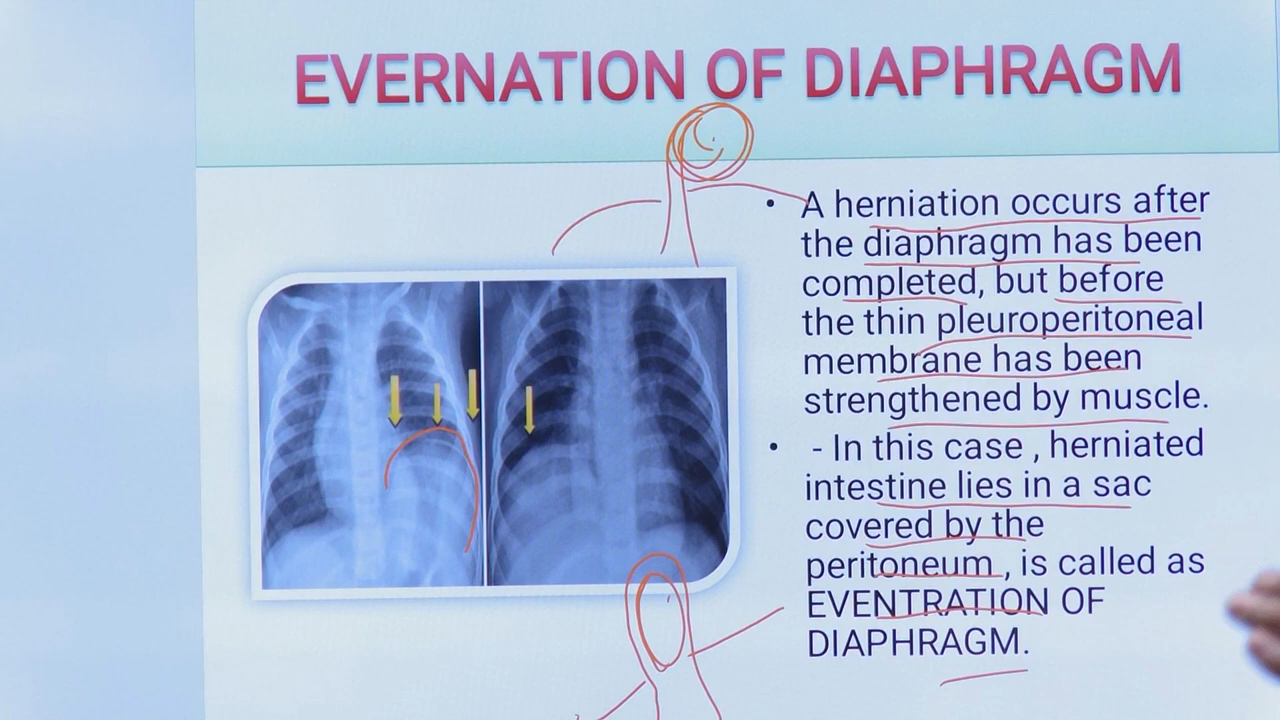 EVERNATION OF DIAPHRAGM
• A herniation occurs after
the diaphragm has been
completed, but before
the thin pleuroperitoneal
membrane has been
strengthened by muscle.
• - In this case , herniated
intestine lies in a sac
covered by the
peritoneum , is called as
EVENTRATION OF
DIAPHRAGM.